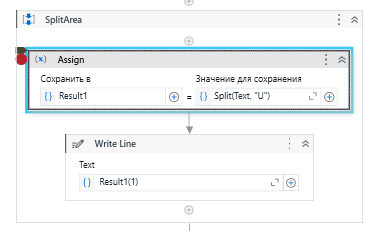 SplitArea
Assign
Сохранить в
Значение для сохранения
Result1 = Split(Text, "U")
Write Line
Text
Result1(1)